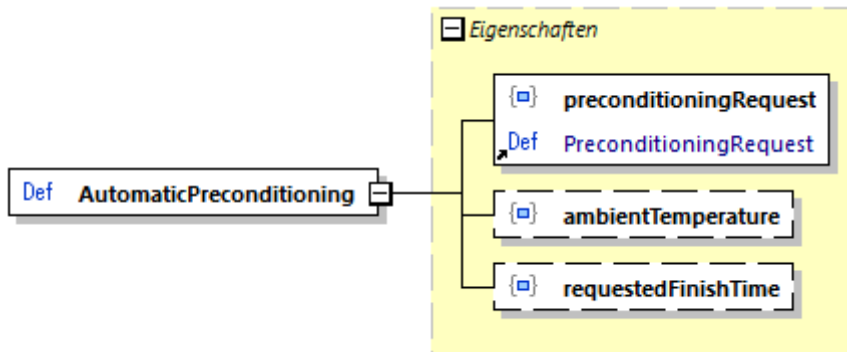 Eigenschaften
{} preconditioningRequest
Def PreconditioningRequest
Def AutomaticPreconditioning
{} ambientTemperature
{} requestedFinishTime